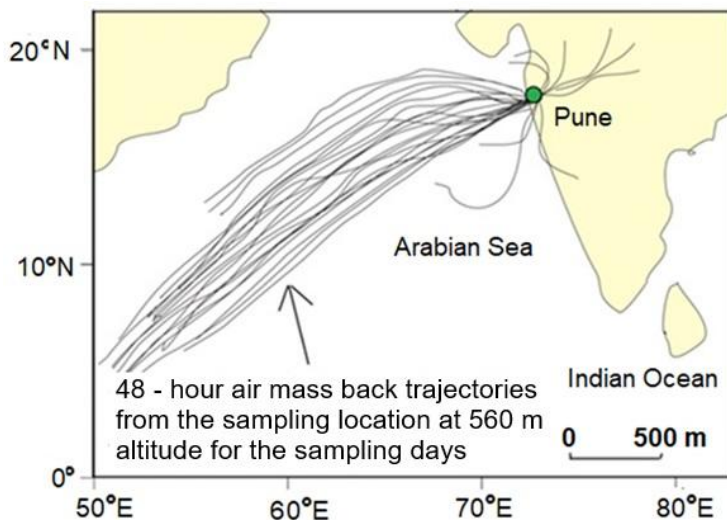 20°N
Pune
Arabian Sea
10°N
48 - hour air mass back trajectories
from the sampling location at 560 m
altitude for the sampling days
Indian Ocean
0 500 m
0°
50°E 60°E 70°E 80°E